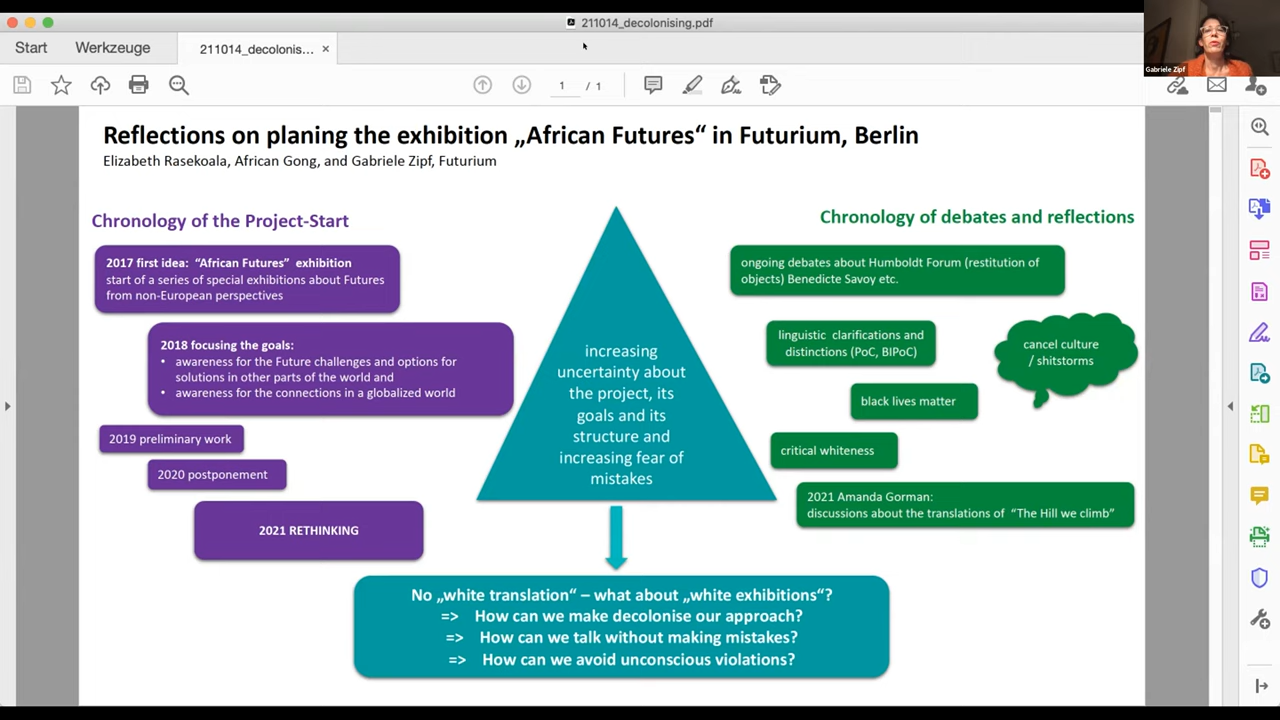 211014_decolonising.pdf
Start
Werkzeuge
211014_decolonis...
Gabriele Zipf
1 / 1
Reflections on planing the exhibition „African Futures“ in Futurium, Berlin
Elizabeth Rasekoala, African Gong, and Gabriele Zipf, Futurium
Chronology of the Project-Start
2017 first idea: “African Futures” exhibition
start of a series of special exhibitions about Futures
from non-European perspectives
2018 focusing the goals:
• awareness for the Future challenges and options for
solutions in other parts of the world and
• awareness for the connections in a globalized world
2019 preliminary work
2020 postponement
2021 RETHINKING
increasing
uncertainty about
the project, its
goals and its
structure and
increasing fear of
mistakes
Chronology of debates and reflections
ongoing debates about Humboldt Forum (restitution of
objects) Benedicte Savoy etc.
linguistic clarifications and
distinctions (PoC, BIPoC)
cancel culture
/ shitstorms
black lives matter
critical whiteness
2021 Amanda Gorman:
discussions about the translations of “The Hill we climb”
No „white translation“ – what about „white exhibitions“?
=> How can we make decolonise our approach?
=> How can we talk without making mistakes?
=> How can we avoid unconscious violations?